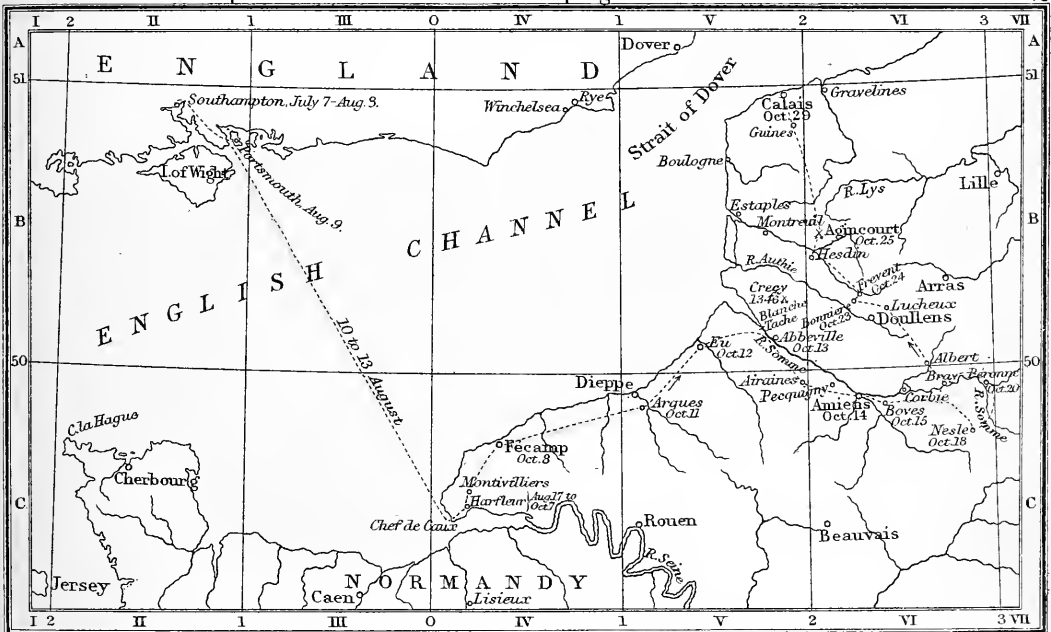 I 2 II 1 III 0 IV 1 V 2 VI 3 VII
A
51
ENGLAND
Dover
A
51
Southampton, July 7-Aug. 3.
Winchelsea
Rye
Strait of Dover
Calais
Oct. 29
Gravelines
Guines
Portsmouth, Aug. 9.
I. of Wight
Boulogne
R. Lys
Lille
B
B
Estaples
Montreuil
Agincourt
Oct. 25
Hesdin
ENGLISH CHANNEL
R. Authie
Frevent
Oct. 24
Arras
Crecy
1346
Blanche
Tache
Bonniere
Oct. 23
Lucheux
Doullens
10 to 13 August
Eu
Oct. 12
R. Somme
Abbeville
Oct. 13
50
50
Albert
Dieppe
Airaines
Pecquigny
Bray
Peronne
Oct. 20
Corbie
Arques
Oct. 11
Amiens
Oct. 14
Boves
Oct. 15
R. Somme
Nesle
Oct. 18
C. la Hague
Fecamp
Oct. 8
Cherbourg
Montivilliers
Harfleur
Aug. 17 to
Oct 7
C
C
Chef de Caux
Rouen
Beauvais
R. Seine
Jersey
NORMANDY
Caen
Lisieux
I 2 II 1 III 0 IV 1 V 2 VI 3 VII